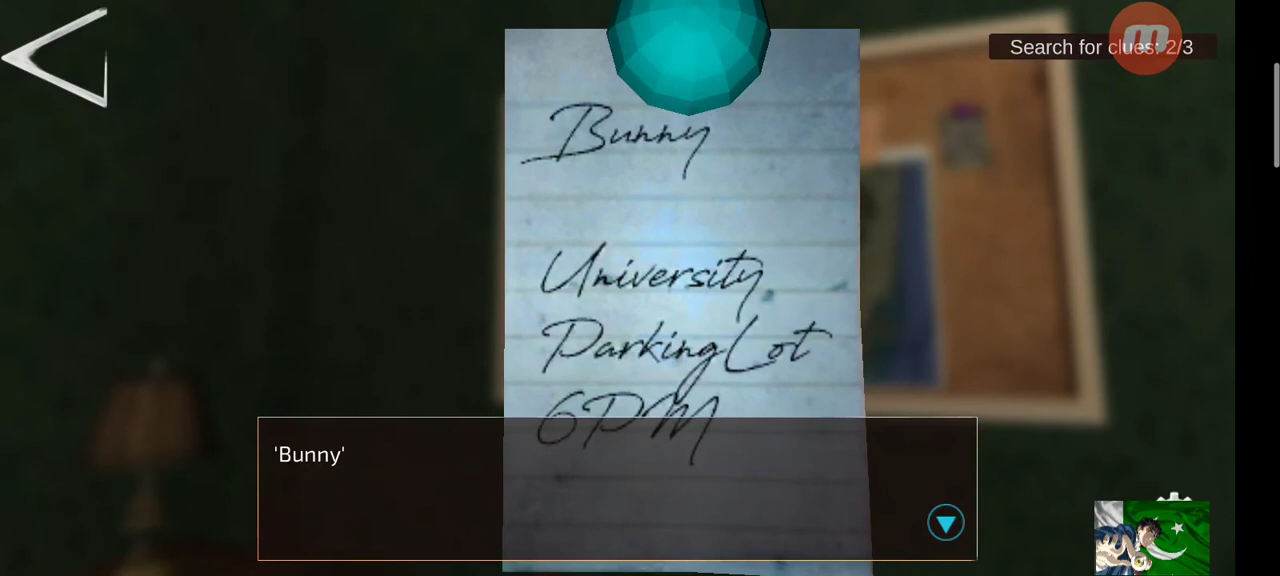 Search for clues: 2/3
Bunny
University
Parking Lot
6PM
'Bunny'